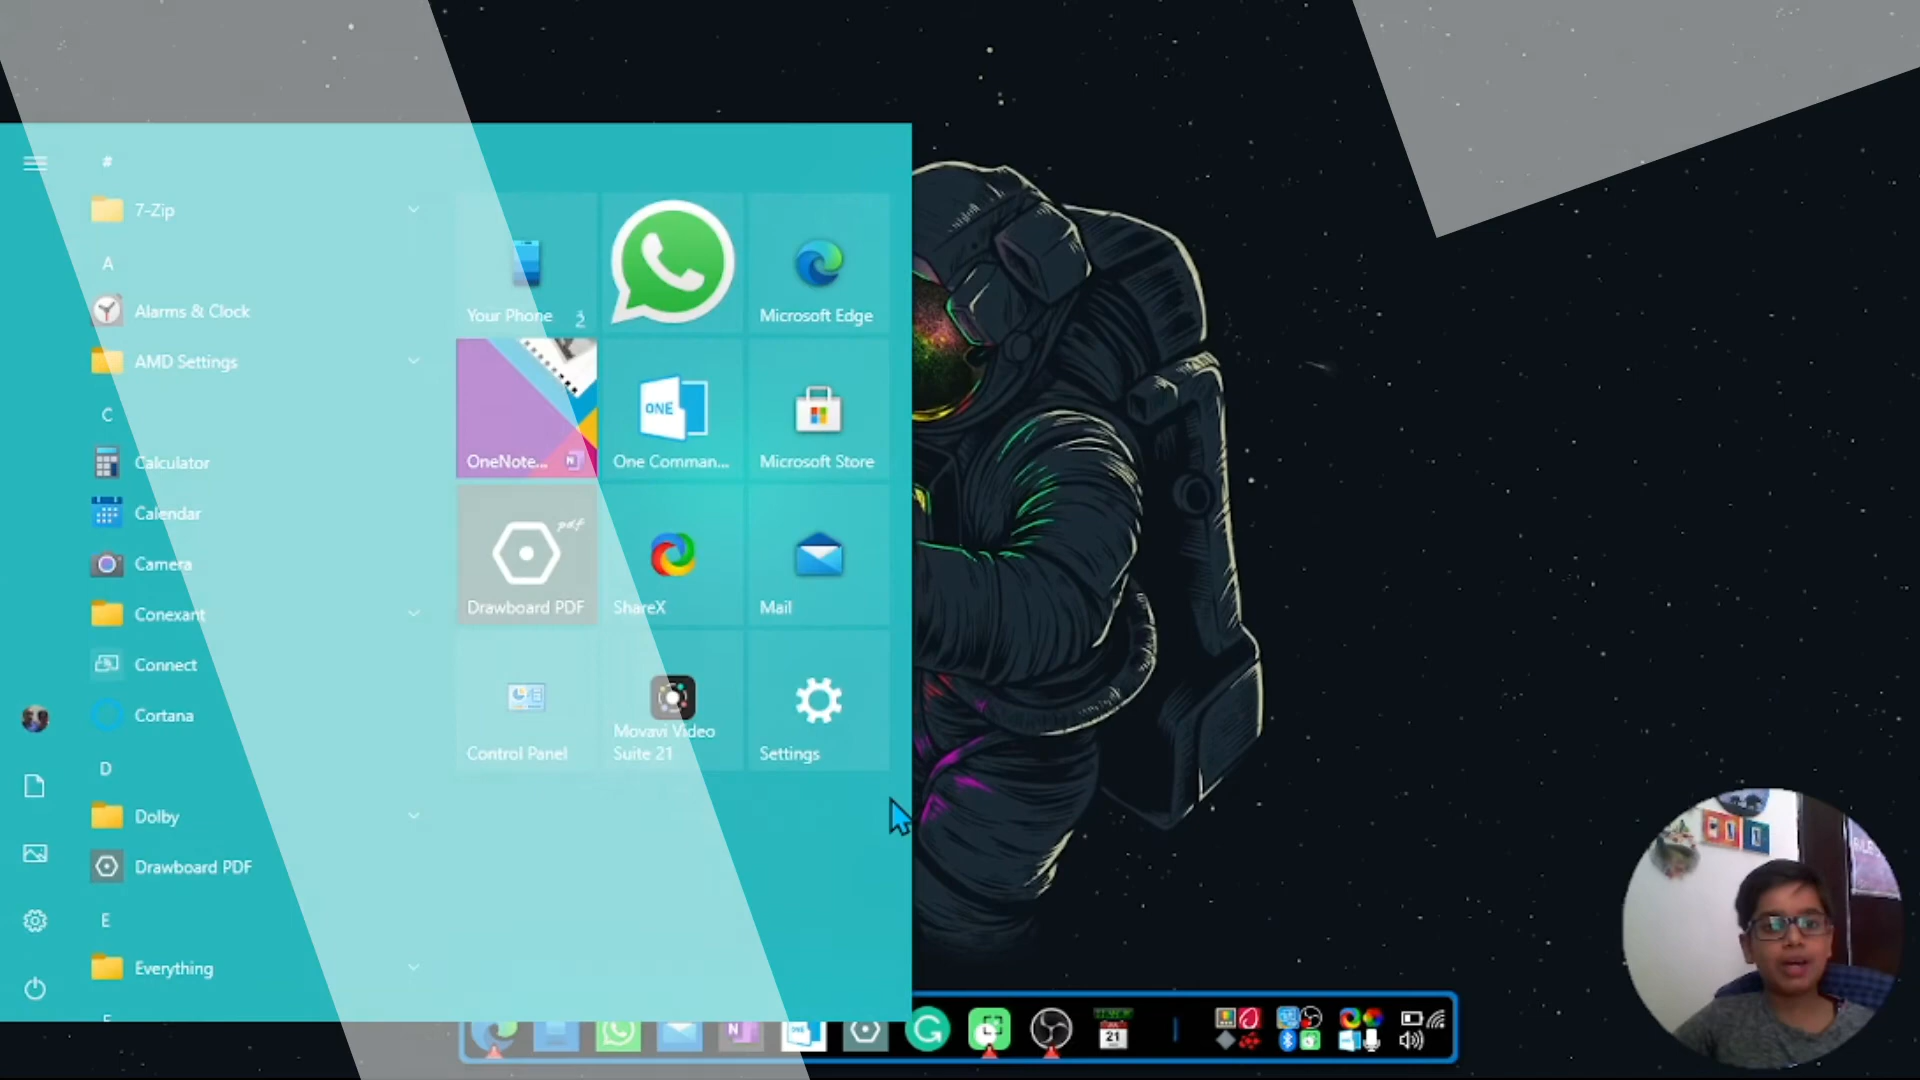 #
7-Zip
A
Alarms & Clock
AMD Settings
C
Calculator
Calendar
Camera
Conexant
Connect
Cortana
D
Dolby
Drawboard PDF
E
Everything
Your Phone 2
Microsoft Edge
OneNote... N
ONE
One Comman...
Microsoft Store
pdf
Drawboard PDF
ShareX
Mail
Control Panel
Movavi Video
Suite 21
Settings
N
21